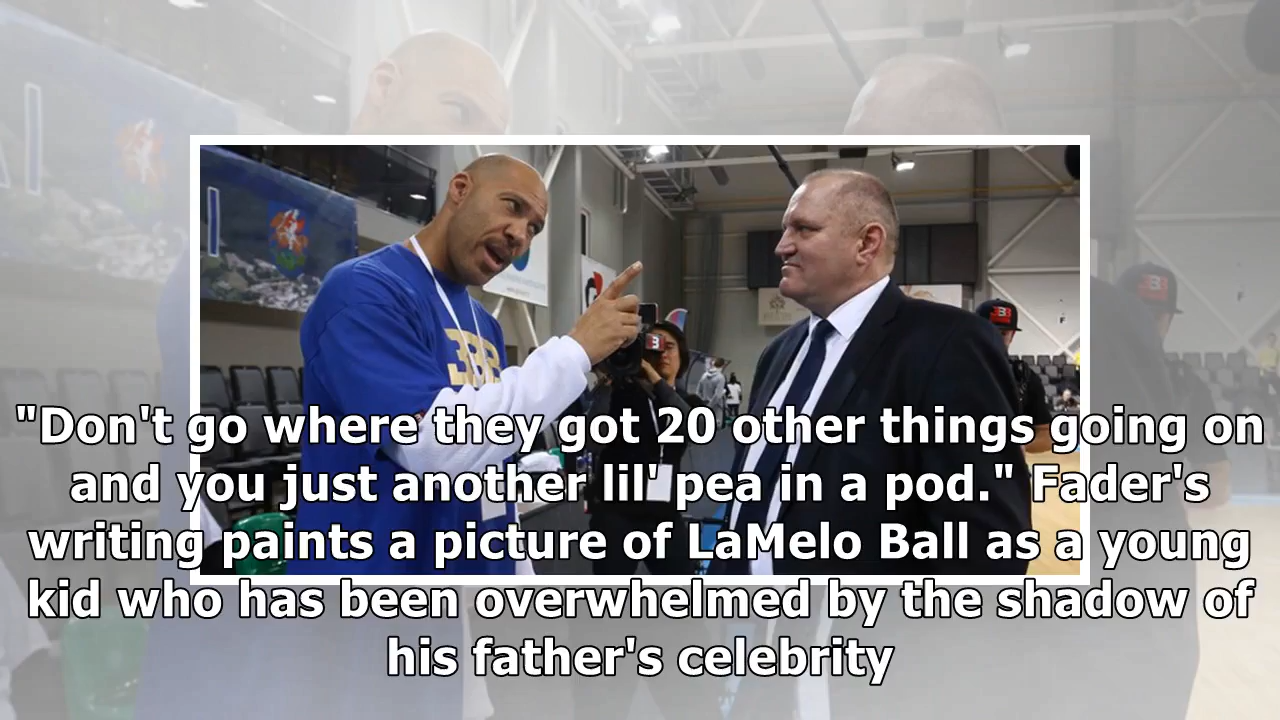 BBB
"Don't go where they got 20 other things going on
and you just another lil' pea in a pod." Fader's
writing paints a picture of LaMelo Ball as a young
kid who has been overwhelmed by the shadow of
his father's celebrity